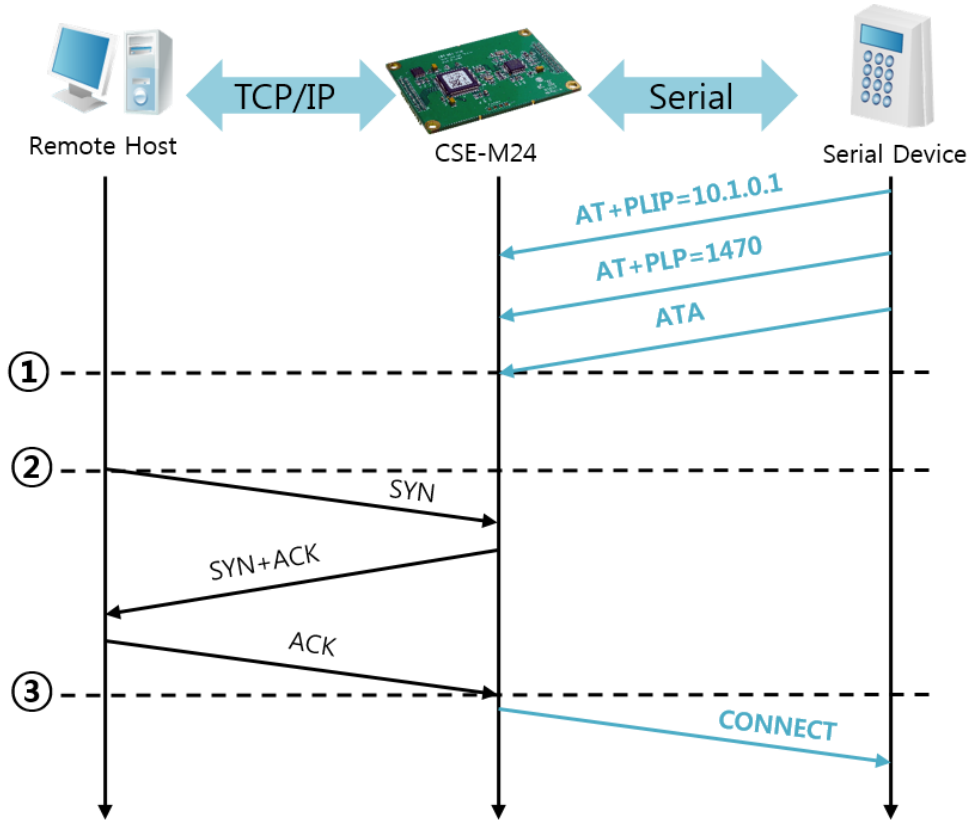 TCP/IP
Serial
Remote Host
CSE-M24
Serial Device
AT+PLIP=10.1.0.1
AT+PLP=1470
ATA
①
②
SYN
SYN+ACK
ACK
③
CONNECT